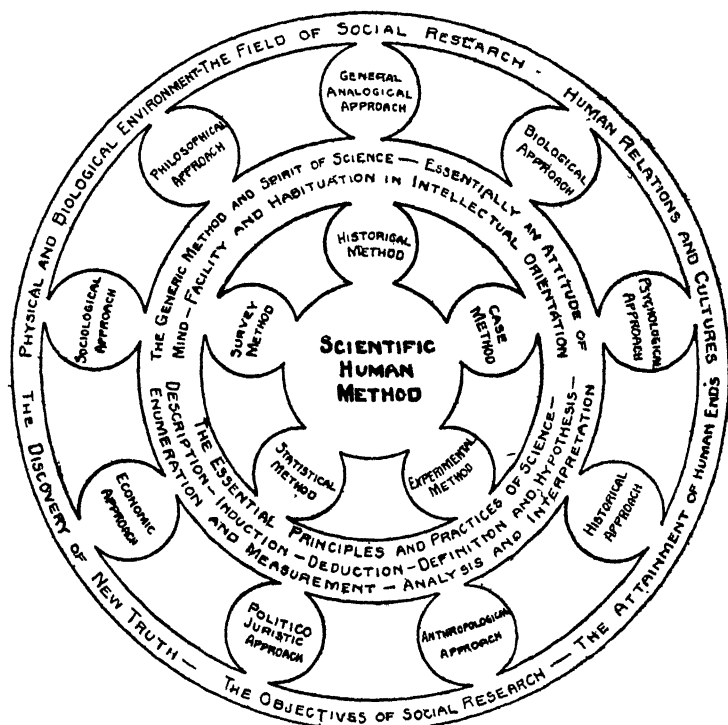 PHYSICAL AND BIOLOGICAL ENVIRONMENT-THE FIELD OF SOCIAL RESEARCH - HUMAN RELATIONS AND CULTURES
THE DISCOVERY OF NEW TRUTH — THE OBJECTIVES OF SOCIAL RESEARCH — THE ATTAINMENT OF HUMAN ENDS
GENERAL
ANALOGICAL
APPROACH
BIOLOGICAL
APPROACH
PSYCHOLOGICAL
APPROACH
HISTORICAL
APPROACH
ANTHROPOLOGICAL
APPROACH
POLITICO
JURISTIC
APPROACH
ECONOMIC
APPROACH
SOCIOLOGICAL
APPROACH
PHILOSOPHICAL
APPROACH
THE GENERIC METHOD AND SPIRIT OF SCIENCE — ESSENTIALLY AN ATTITUDE OF
MIND - FACILITY AND HABITUATION IN INTELLECTUAL ORIENTATION
THE ESSENTIAL PRINCIPLES AND PRACTICES OF SCIENCE -
DESCRIPTION - INDUCTION - DEDUCTION - DEFINITION AND HYPOTHESIS -
ENUMERATION AND MEASUREMENT - ANALYSIS AND INTERPRETATION
HISTORICAL
METHOD
CASE
METHOD
EXPERIMENTAL
METHOD
STATISTICAL
METHOD
SURVEY
METHOD
SCIENTIFIC
HUMAN
METHOD